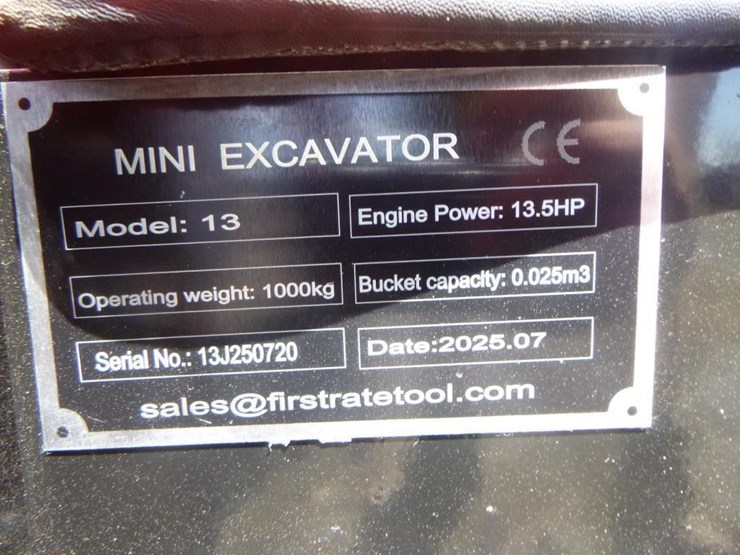 MINI EXCAVATOR CE
Model: 13
Engine Power: 13.5HP
Operating weight: 1000kg
Bucket capacity: 0.025m3
Serial No.: 13J250720
Date:2025.07
sales@firstratetool.com